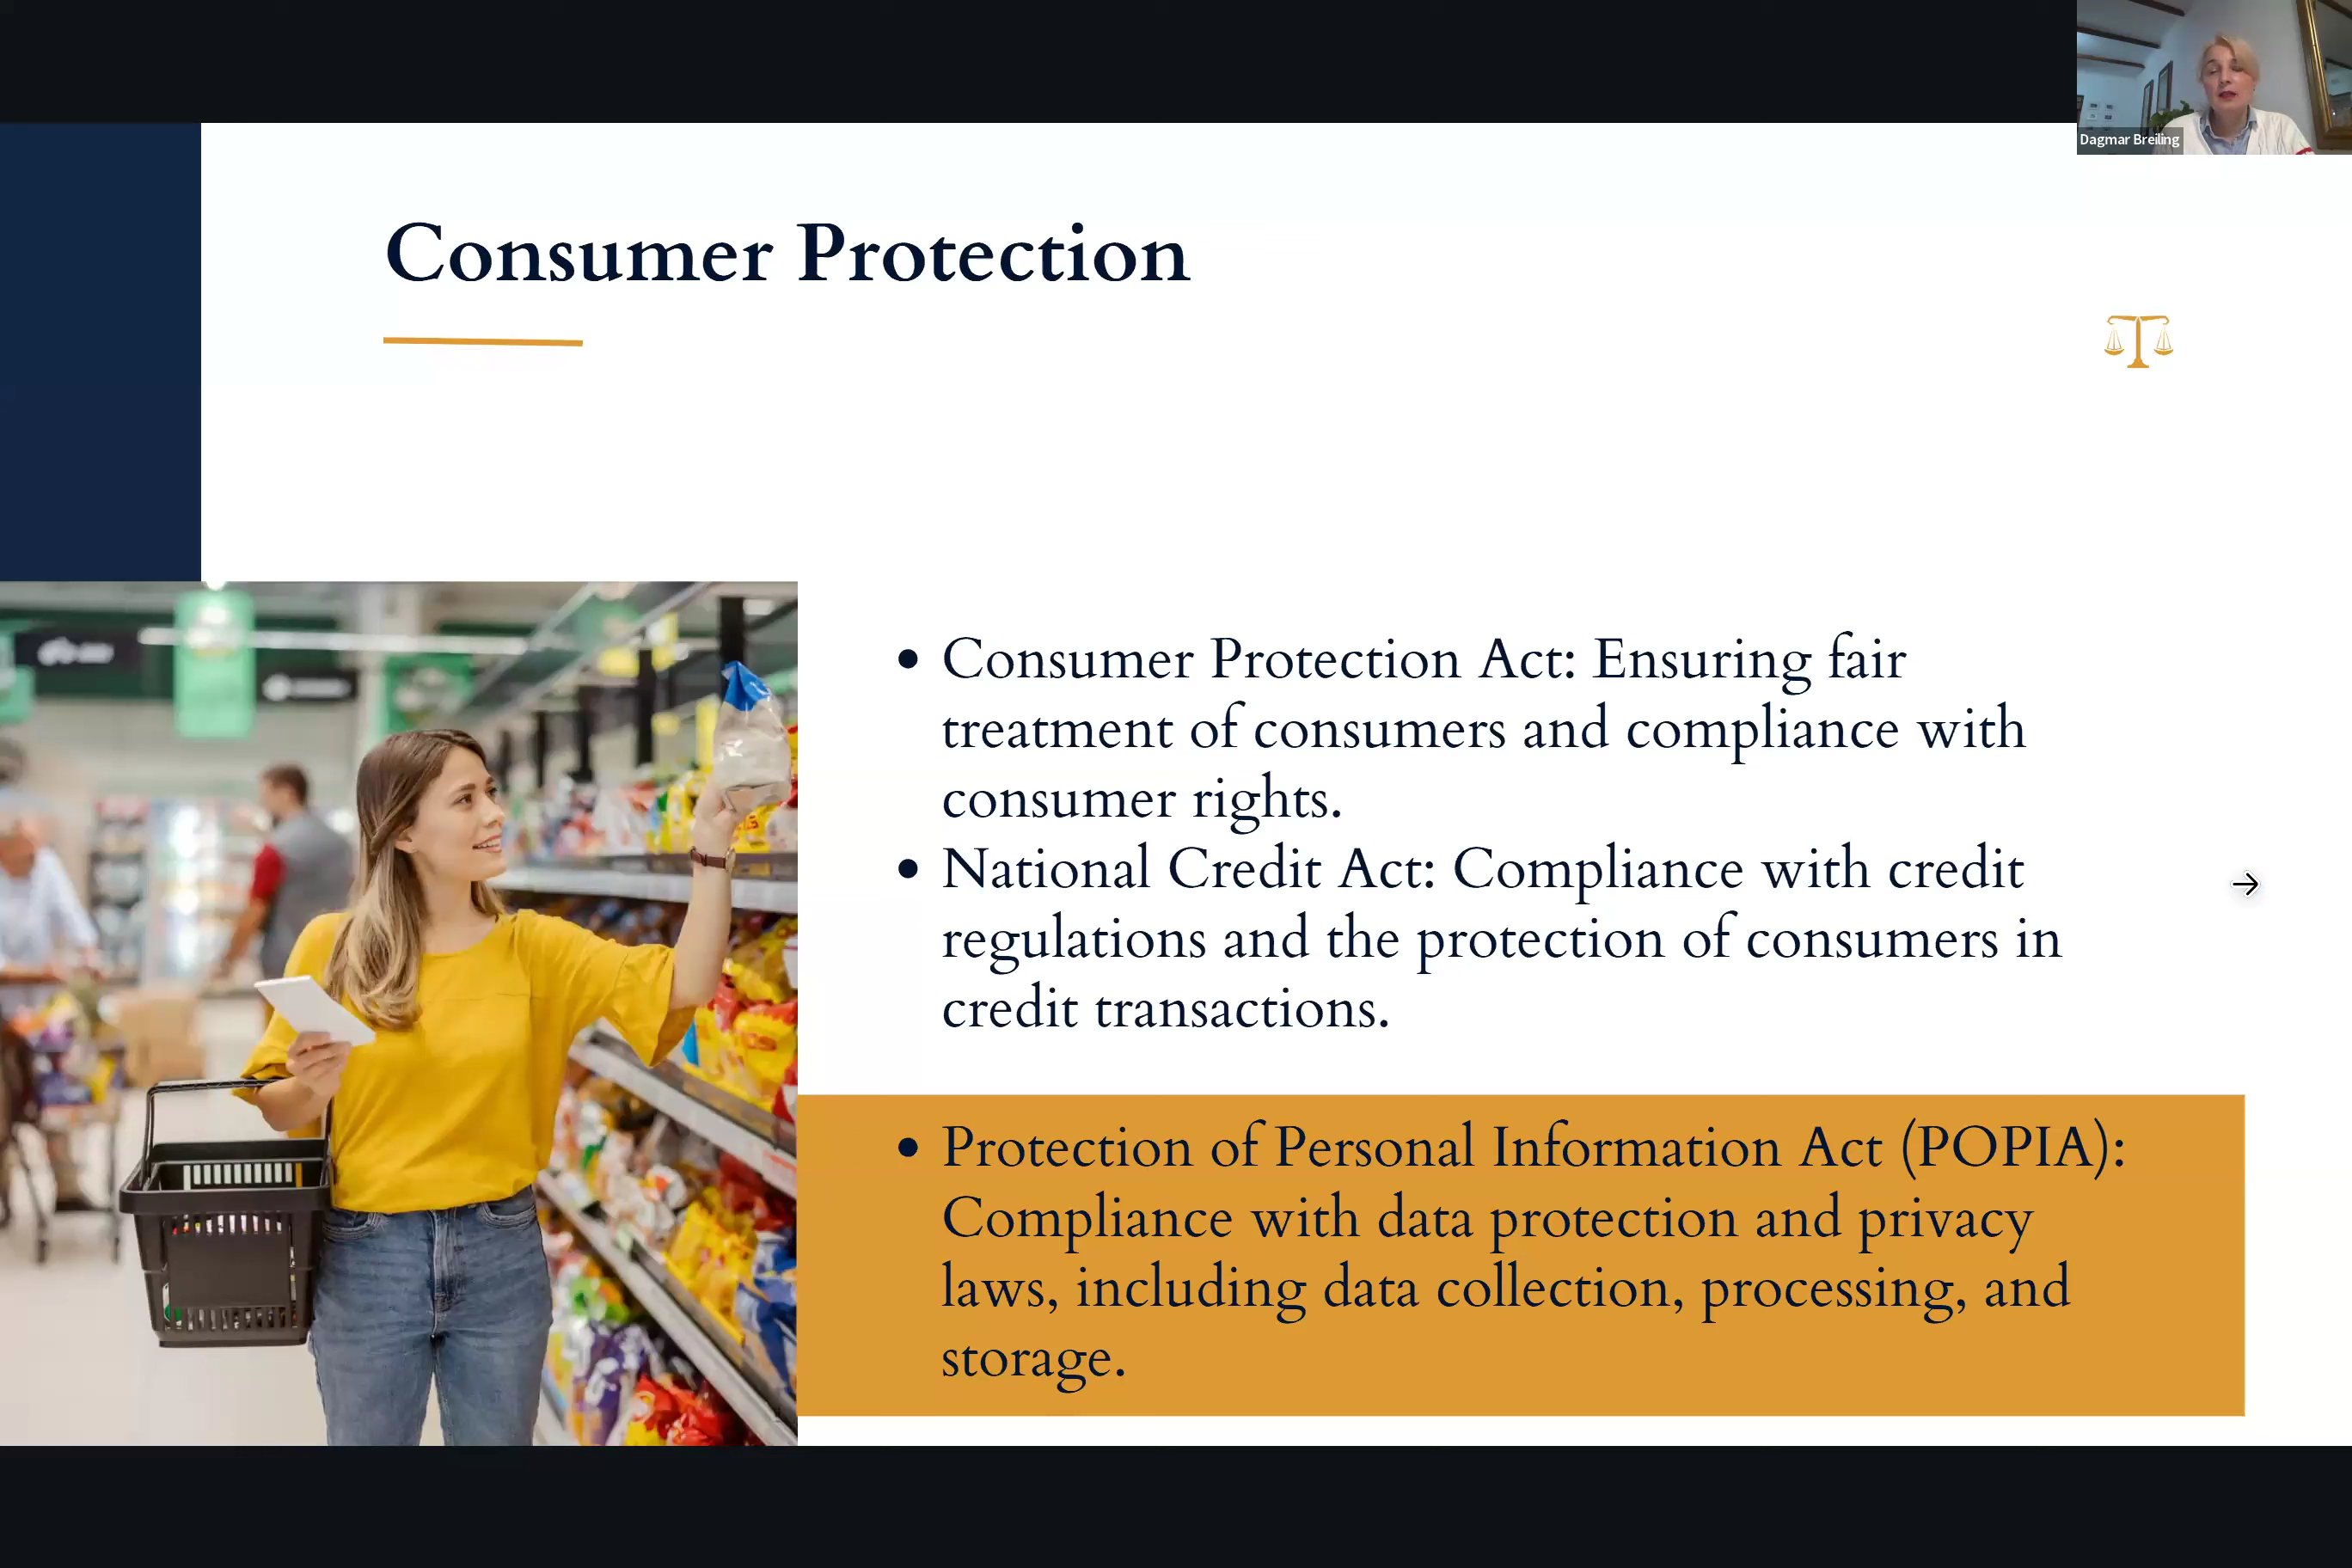 Dagmar Breiling
Consumer Protection
• Consumer Protection Act: Ensuring fair
treatment of consumers and compliance with
consumer rights.
• National Credit Act: Compliance with credit
regulations and the protection of consumers in
credit transactions.
• Protection of Personal Information Act (POPIA):
Compliance with data protection and privacy
laws, including data collection, processing, and
storage.